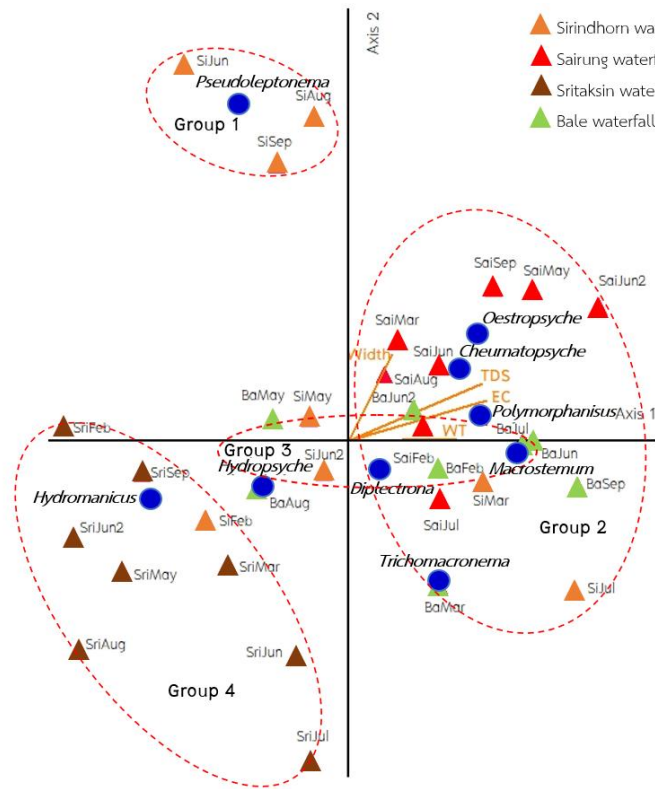 Axis 2
Sirindhorn
Sairung
Sritaksin
Bale waterfall
SiJun
Pseudoleptonema
SiAug
Group 1
SiSep
SaiSep
SaiMay
SaiJun2
Oestropsyche
SaiMar
Width
SaiJun
Cheumatopsyche
SaiAug
TDS
EC
BaJun2
BaMay
SiMay
Polymorphanisus
Axis 1
WT
BaJul
SriFeb
Group 3
SiJun2
SaiFeb
BaFeb
Macrostemum
BaJun
SriSep
Hydropsyche
Diplectrona
SiMar
BaSep
Hydromanicus
BaAug
SiFeb
SaiJul
Group 2
SriJun2
SriMay
SriMar
Trichomacronema
BaMar
SiJul
SriAug
SriJun
Group 4
SriJul